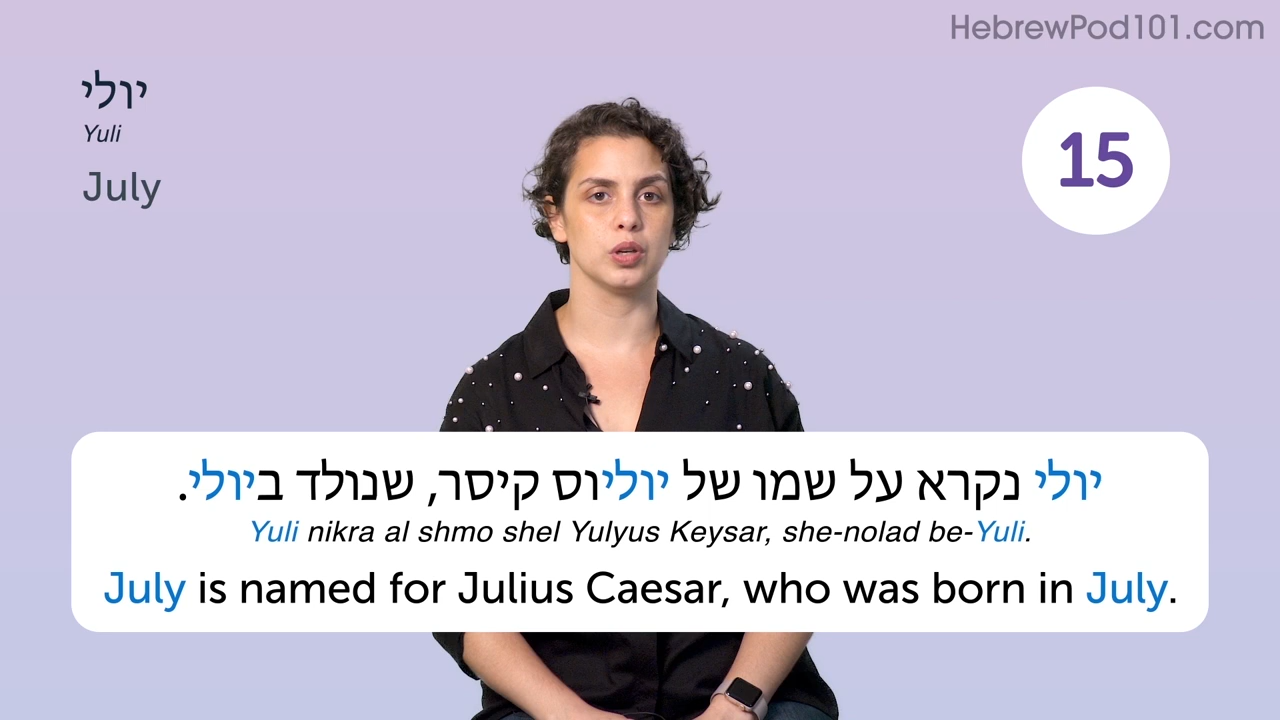 HebrewPod101.com
יולי
Yuli
July
15
יולי נקרא על שמו של יוליוס קיסר, שנולד ביולי.
Yuli nikra al shmo shel Yulyus Keysar, she-nolad be-Yuli.
July is named for Julius Caesar, who was born in July.